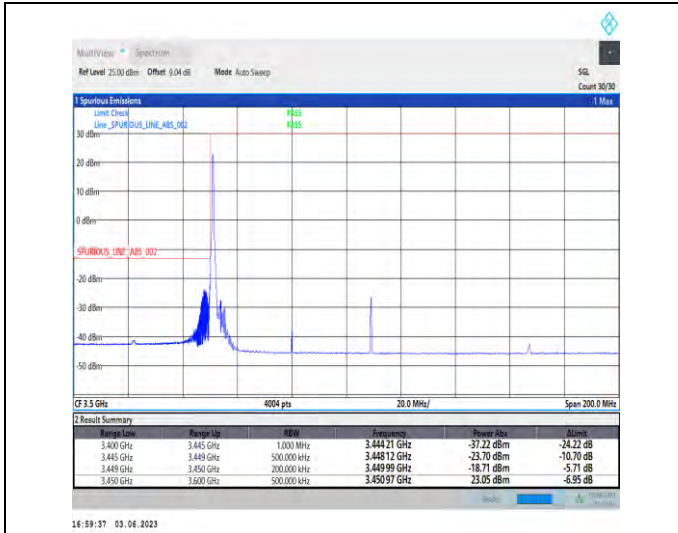 MultiView Spectrum
Ref Level 25.00 dBm Offset 9.04 dB Mode Auto Sweep SGL
Count 30/30
1 Spurious Emissions 1 Max
Limit Check PASS
Line _SPURIOUS_LINE_ABS_002 PASS
30 dBm
20 dBm
10 dBm
0 dBm
SPURIOUS_LINE_ABS_002
-20 dBm
-30 dBm
-40 dBm
-50 dBm
CF 3.5 GHz 4004 pts 20.0 MHz/ Span 200.0 MHz
2 Result Summary
Range Low Range Up RBW Frequency Power Abs ΔLimit
3.400 GHz 3.445 GHz 1.000 MHz 3.444 21 GHz -37.22 dBm -24.22 dB
3.445 GHz 3.449 GHz 500.000 kHz 3.448 12 GHz -23.70 dBm -10.70 dB
3.449 GHz 3.450 GHz 200.000 kHz 3.449 99 GHz -18.71 dBm -5.71 dB
3.450 GHz 3.600 GHz 500.000 kHz 3.450 97 GHz 23.05 dBm -6.95 dB
16:59:37 03.06.2023